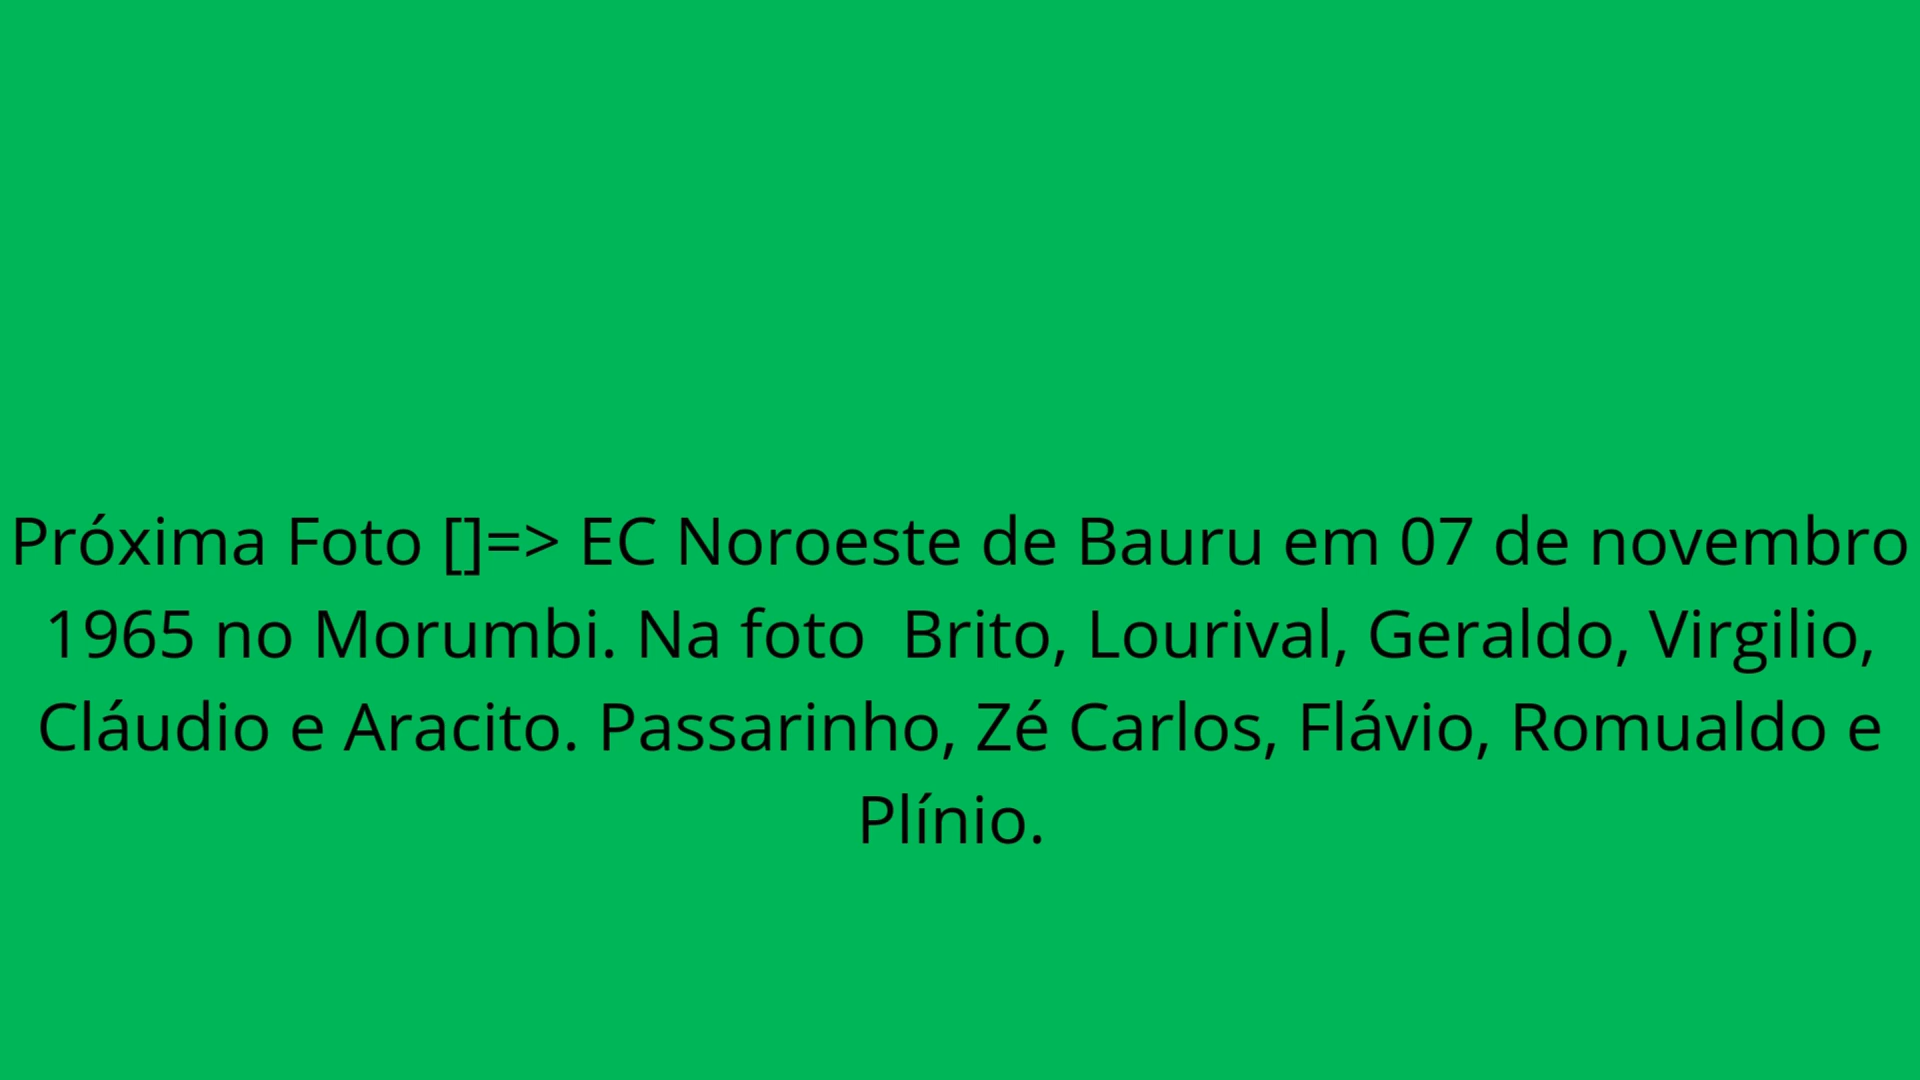 Próxima Foto []=> EC Noroeste de Bauru em 07 de novembro
1965 no Morumbi. Na foto  Brito, Lourival, Geraldo, Virgilio,
Cláudio e Aracito. Passarinho, Zé Carlos, Flávio, Romualdo e
Plínio.